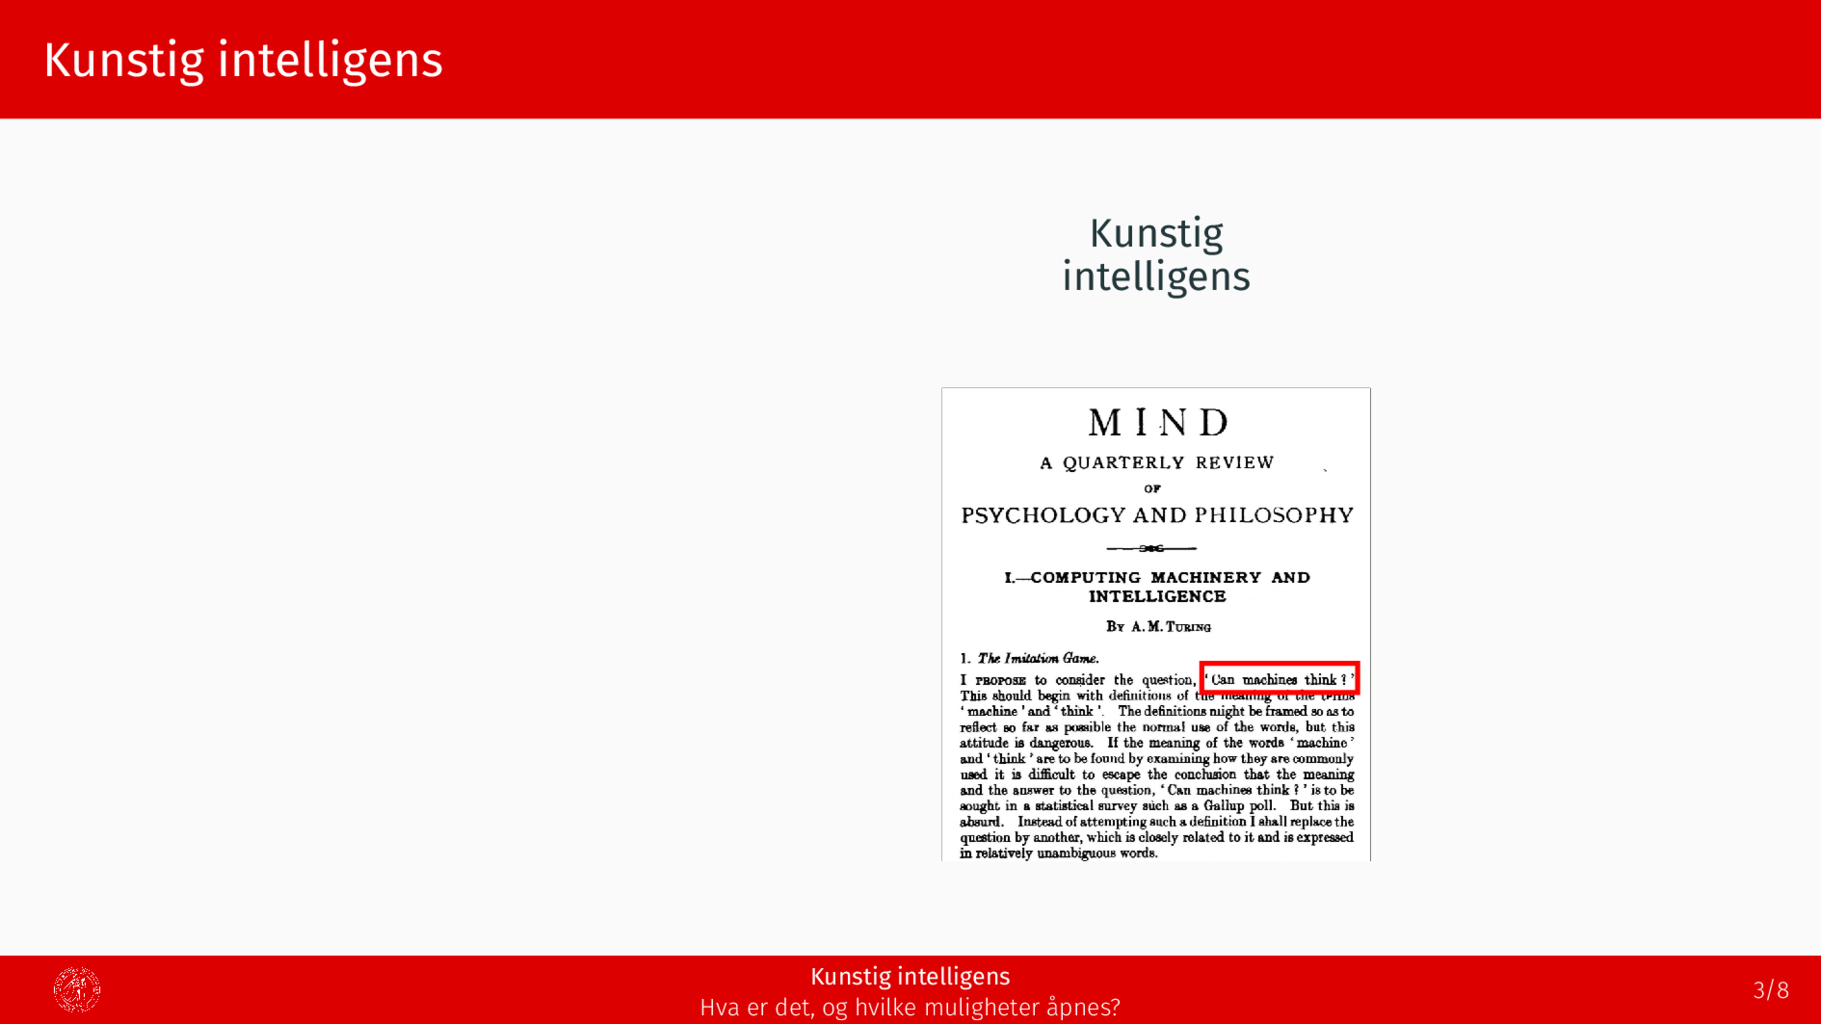 Kunstig intelligens
Kunstig
intelligens
MIND
A QUARTERLY REVIEW
OF
PSYCHOLOGY AND PHILOSOPHY
I.—COMPUTING MACHINERY AND
INTELLIGENCE
By A. M. Turing
1. The Imitation Game.
I PROPOSE to consider the question, ‘Can machines think?’
This should begin with definitions of the meaning of the terms
‘machine’ and ‘think’. The definitions might be framed so as to
reflect so far as possible the normal use of the words, but this
attitude is dangerous. If the meaning of the words ‘machine’
and ‘think’ are to be found by examining how they are commonly
used it is difficult to escape the conclusion that the meaning
and the answer to the question, ‘Can machines think?’ is to be
sought in a statistical survey such as a Gallup poll. But this is
absurd. Instead of attempting such a definition I shall replace the
question by another, which is closely related to it and is expressed
in relatively unambiguous words.
Kunstig intelligens
Hva er det, og hvilke muligheter åpnes?
3/8